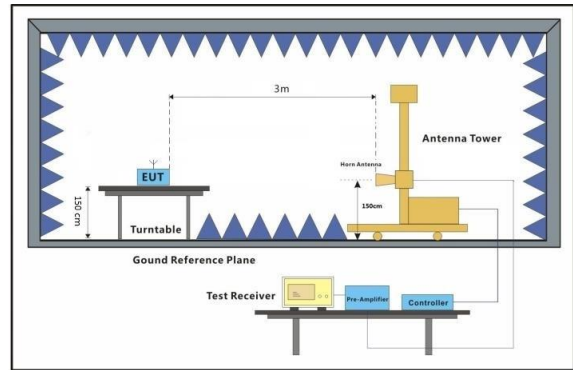 3m
Antenna Tower
Horn Antenna
EUT
150 cm
150cm
Turntable
Gound Reference Plane
Test Receiver
Pre-Amplifier
Controller